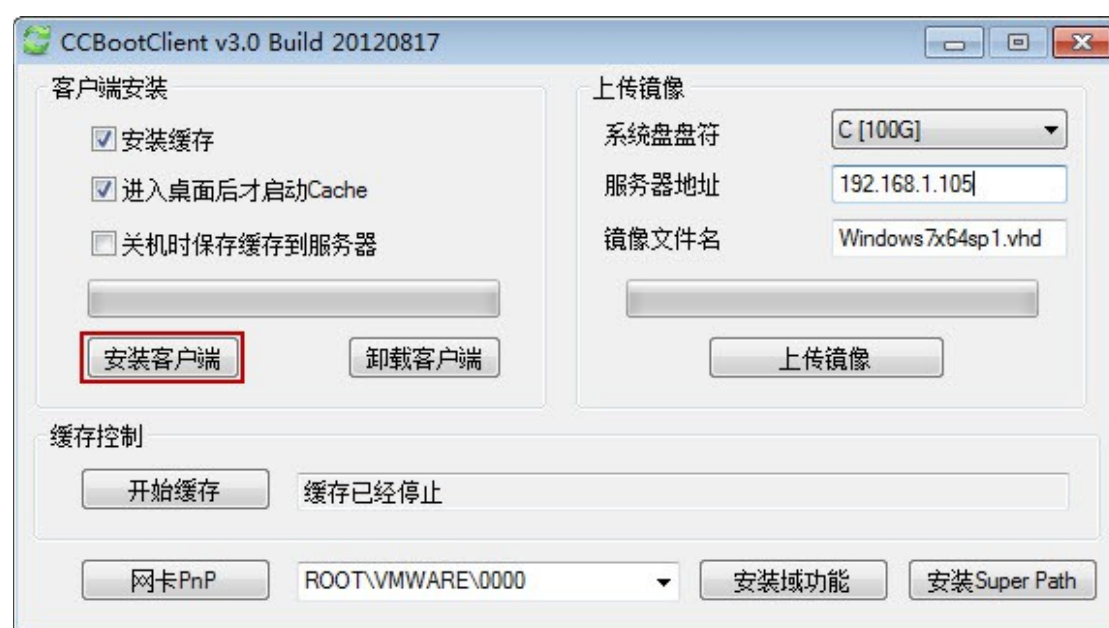 CCBootClient v3.0 Build 20120817
客户端安装
安装缓存
进入桌面后才启动Cache
关机时保存缓存到服务器
安装客户端
卸载客户端
上传镜像
系统盘盘符
C [100G]
服务器地址
192.168.1.105
镜像文件名
Windows7x64sp1.vhd
上传镜像
缓存控制
开始缓存
缓存已经停止
网卡PnP
ROOT\VMWARE\0000
安装域功能
安装Super Path